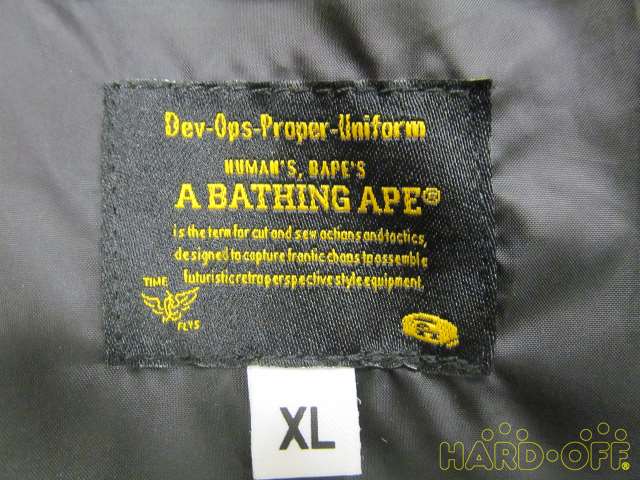 Dev-Ops-Proper-Uniform
HUMAN'S, BAPE'S
A BATHING APE®
is the term for cut and sew actions and tactics,
designed to capture frantic chaos to assemble
futuristic retraperspective style equipment.
TIME
FLYS
XL
HARD-OFF®